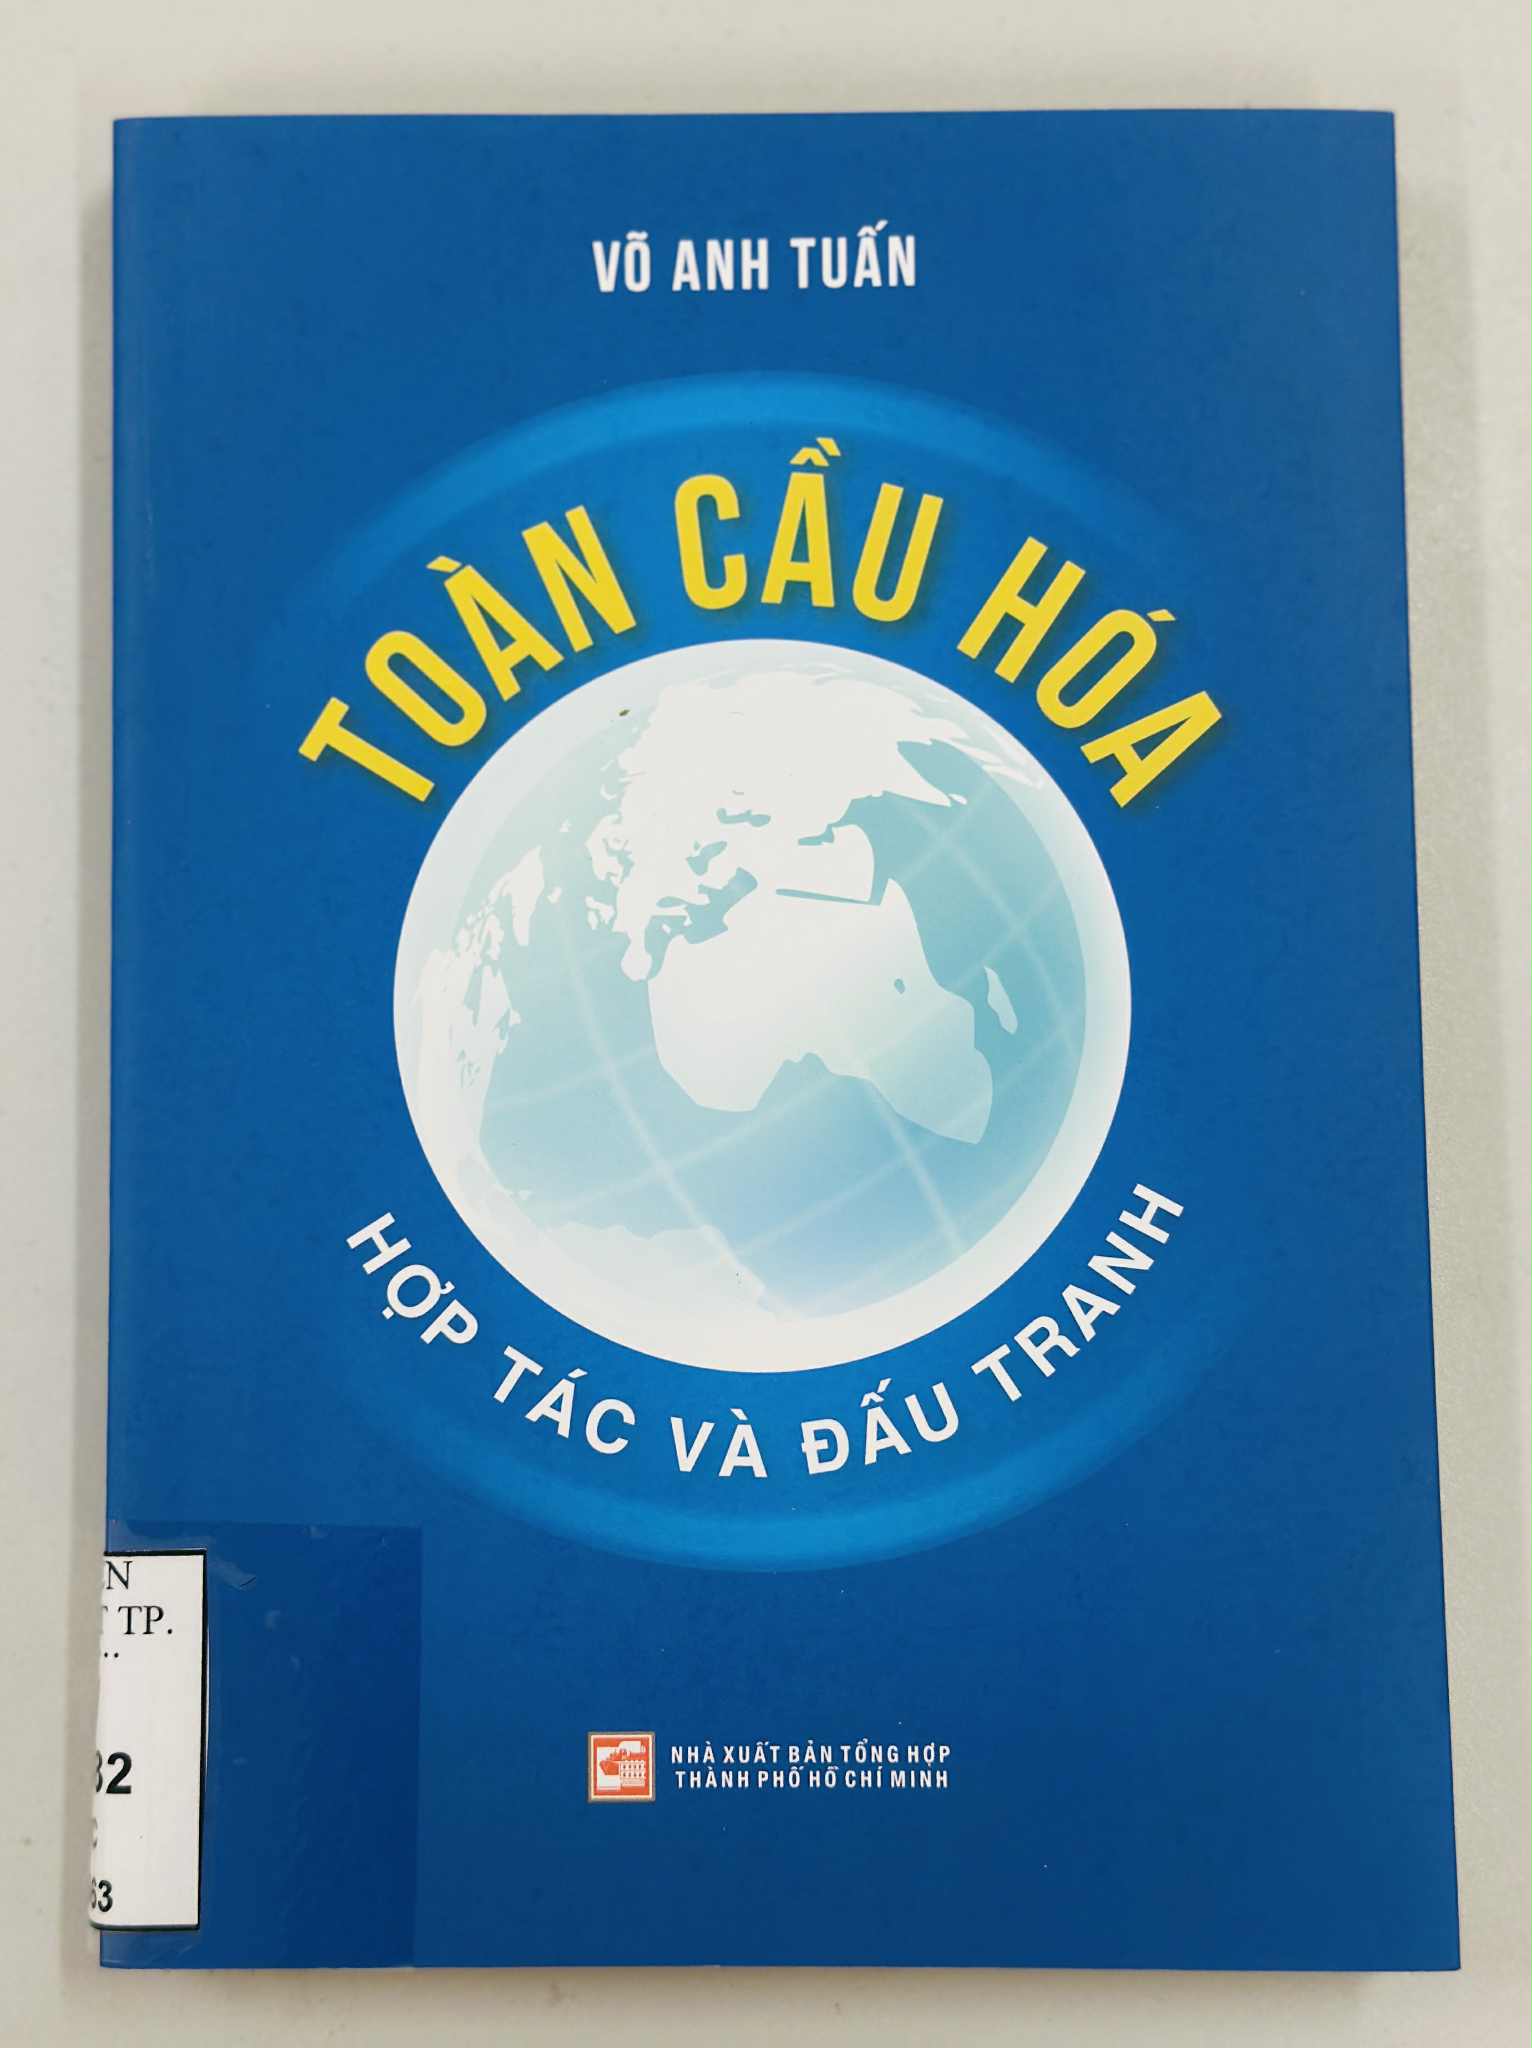 VÕ ANH TUẤN
TOÀN CẦU HÓA
HỢP TÁC VÀ ĐẤU TRANH
TP.
NHÀ XUẤT BẢN TỔNG HỢP
THÀNH PHỐ HỒ CHÍ MINH